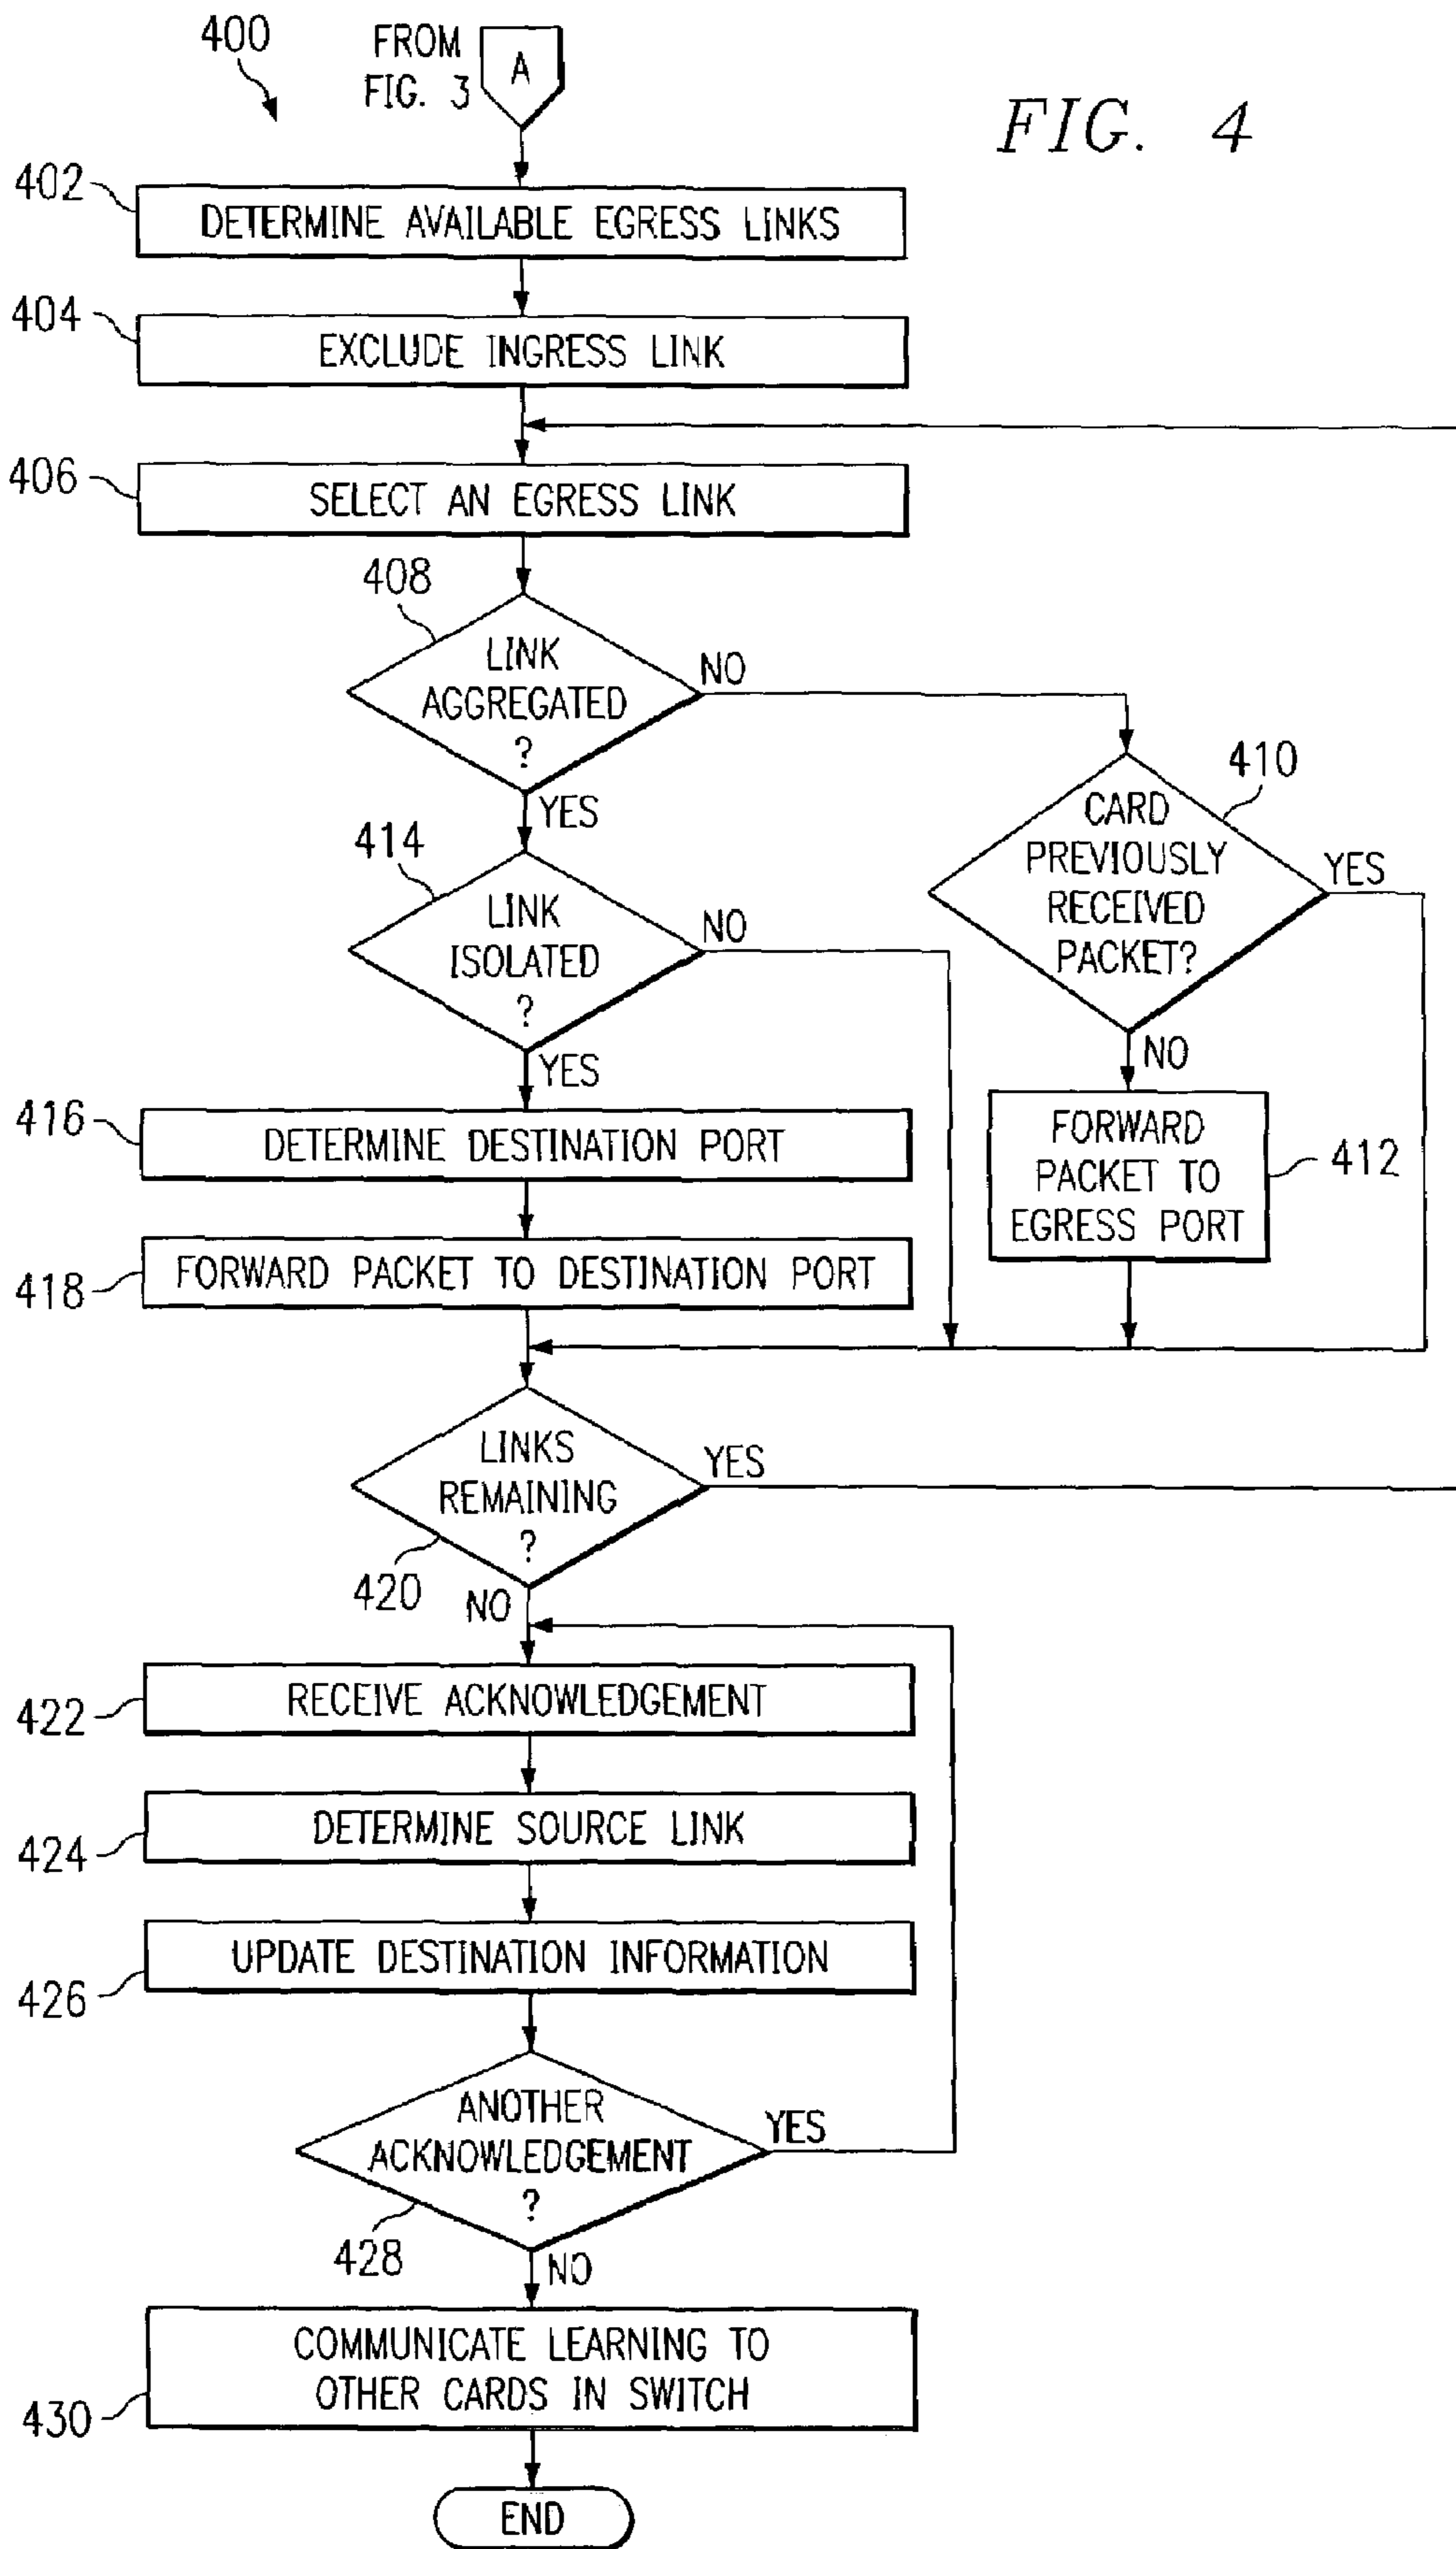 400
FROM
FIG. 3
A
FIG. 4
402
DETERMINE AVAILABLE EGRESS LINKS
404
EXCLUDE INGRESS LINK
406
SELECT AN EGRESS LINK
408
LINK
AGGREGATED
?
NO
YES
410
CARD
PREVIOUSLY
RECEIVED
PACKET?
YES
NO
414
LINK
ISOLATED
?
NO
YES
FORWARD
PACKET TO
EGRESS PORT
412
416
DETERMINE DESTINATION PORT
418
FORWARD PACKET TO DESTINATION PORT
LINKS
REMAINING
?
YES
420
NO
422
RECEIVE ACKNOWLEDGEMENT
424
DETERMINE SOURCE LINK
426
UPDATE DESTINATION INFORMATION
ANOTHER
ACKNOWLEDGEMENT
?
YES
428
NO
430
COMMUNICATE LEARNING TO
OTHER CARDS IN SWITCH
END